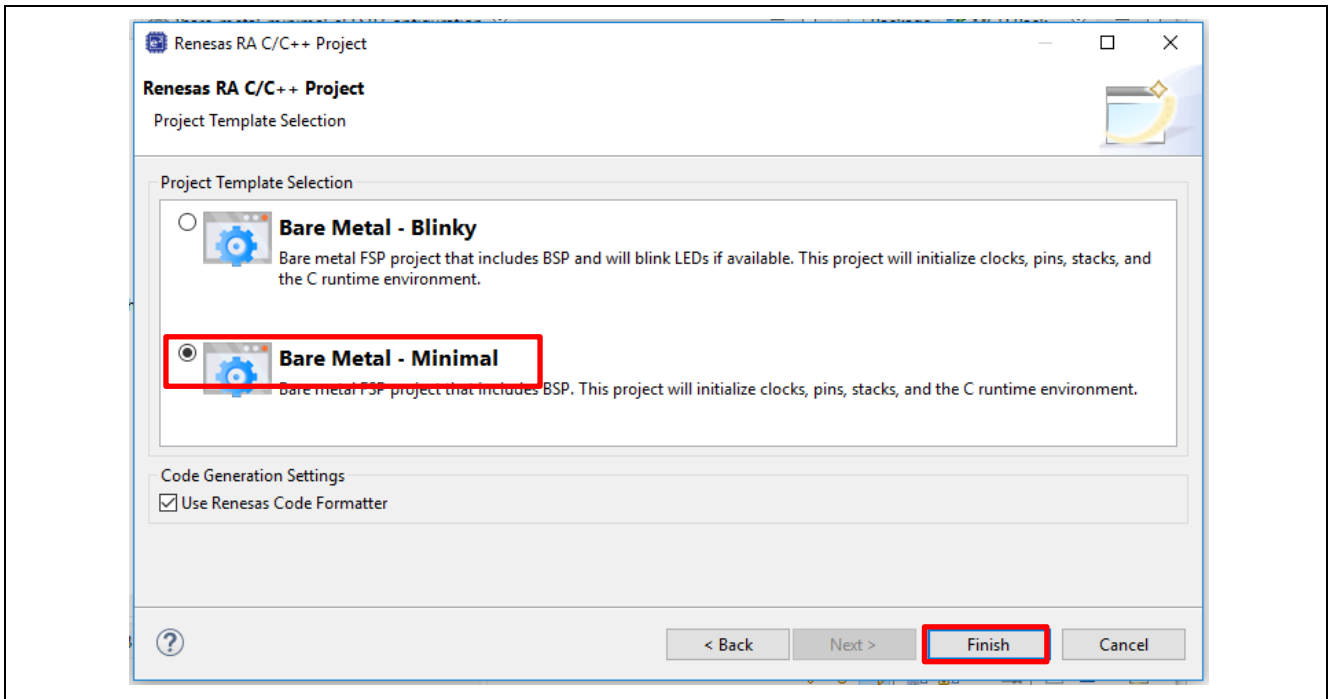 Renesas RA C/C++ Project
Renesas RA C/C++ Project
Project Template Selection
Project Template Selection
Bare Metal - Blinky
Bare metal FSP project that includes BSP and will blink LEDs if available. This project will initialize clocks, pins, stacks, and
the C runtime environment.
Bare Metal - Minimal
Bare metal FSP project that includes BSP. This project will initialize clocks, pins, stacks, and the C runtime environment.
Code Generation Settings
Use Renesas Code Formatter
?
< Back
Next >
Finish
Cancel